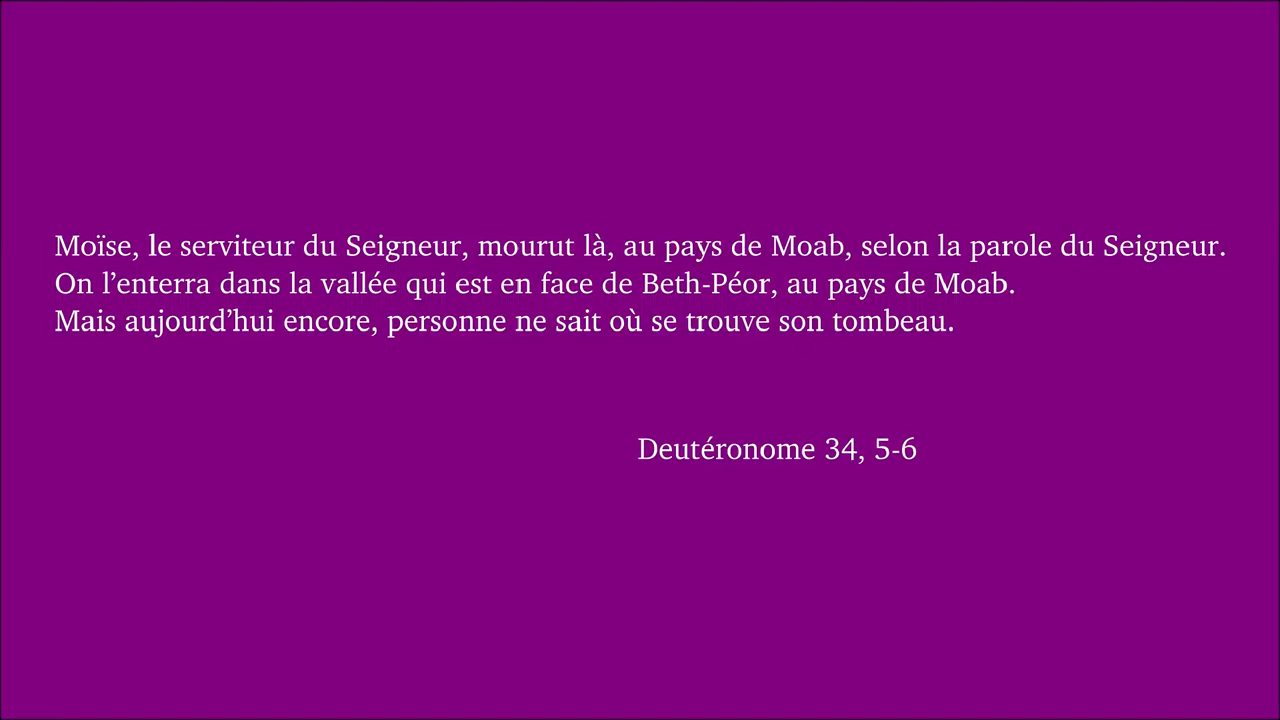 Moïse, le serviteur du Seigneur, mourut là, au pays de Moab, selon la parole du Seigneur.
On l’enterra dans la vallée qui est en face de Beth-Péor, au pays de Moab.
Mais aujourd’hui encore, personne ne sait où se trouve son tombeau.
Deutéronome 34, 5-6